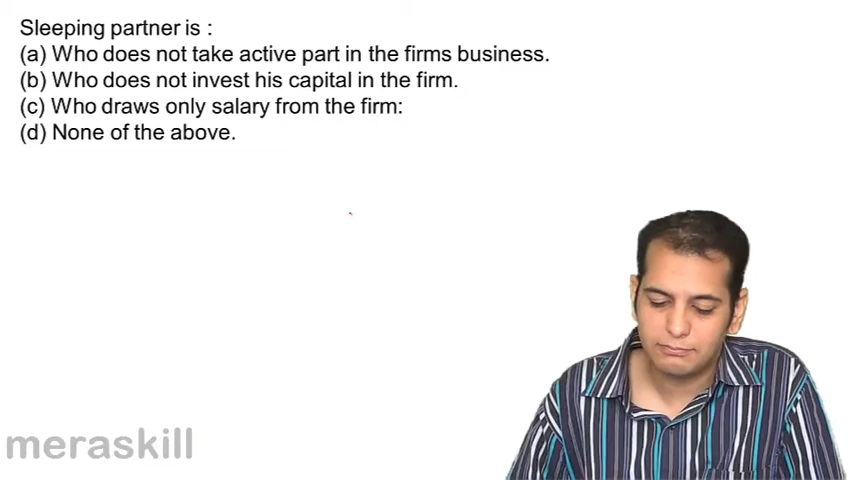 Sleeping partner is :
(a) Who does not take active part in the firms business.
(b) Who does not invest his capital in the firm.
(c) Who draws only salary from the firm:
(d) None of the above.
meraskill